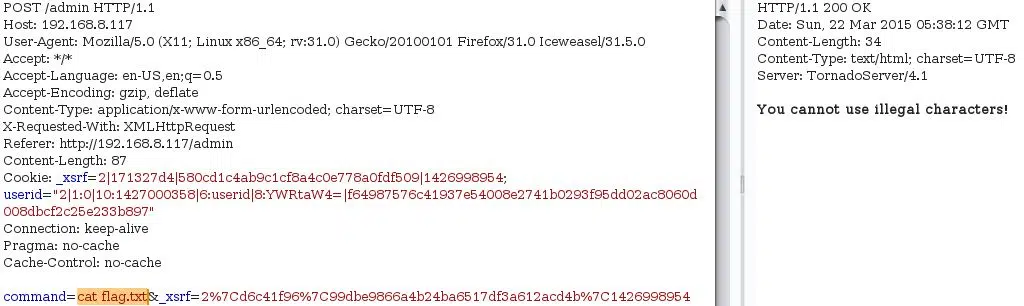 POST /admin HTTP/1.1
Host: 192.168.8.117
User-Agent: Mozilla/5.0 (X11; Linux x86_64; rv:31.0) Gecko/20100101 Firefox/31.0 Iceweasel/31.5.0
Accept: */*
Accept-Language: en-US,en;q=0.5
Accept-Encoding: gzip, deflate
Content-Type: application/x-www-form-urlencoded; charset=UTF-8
X-Requested-With: XMLHttpRequest
Referer: http://192.168.8.117/admin
Content-Length: 87
Cookie: _xsrf=2|171327d4|580cd1c4ab9c1cf8a4c0e778a0fdf509|1426998954;
userid="2|1:0|10:1427000358|6:userid|8:YWRtaW4=|f64987576c41937e54008e2741b0293f95dd02ac8060d
008dbcf2c25e233b897"
Connection: keep-alive
Pragma: no-cache
Cache-Control: no-cache
command=cat flag.txt&_xsrf=2%7Cd6c41f96%7C99dbe9866a4b24ba6517df3a612acd4b%7C1426998954
HTTP/1.1 200 OK
Date: Sun, 22 Mar 2015 05:38:12 GMT
Content-Length: 34
Content-Type: text/html; charset=UTF-8
Server: TornadoServer/4.1
You cannot use illegal characters!